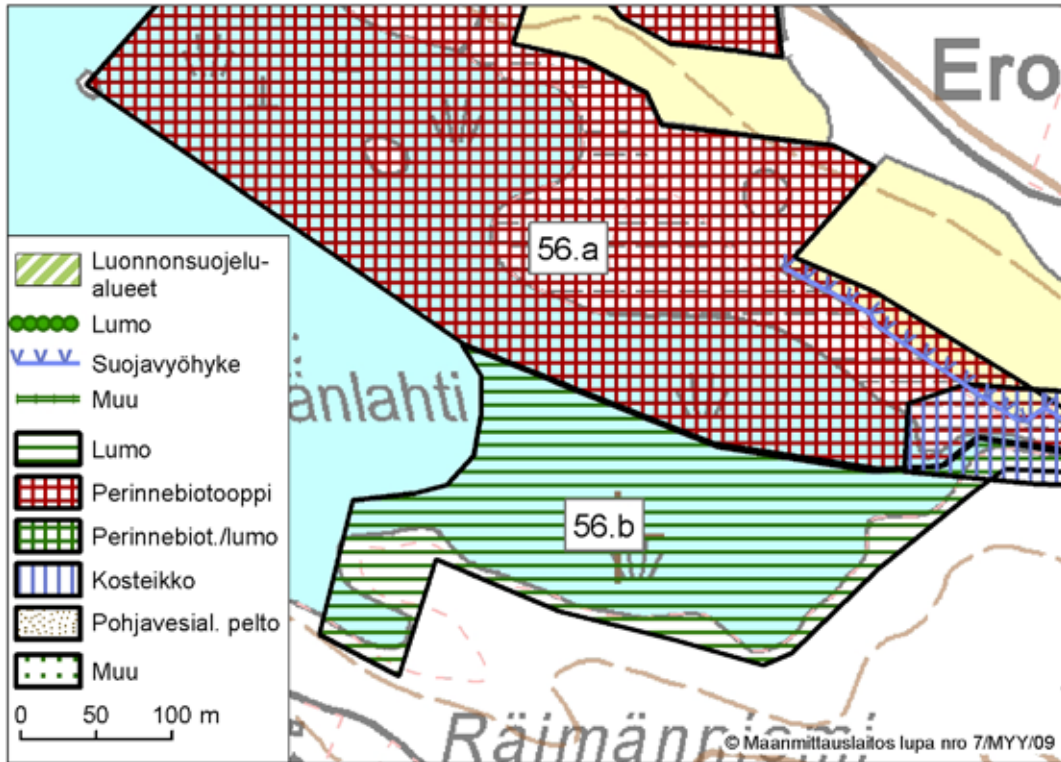 Ero
56.a
Luonnonsuojelu-
alueet
Lumo
Suojavyöhyke
Muu
änlahti
Lumo
Perinnebiotooppi
Perinnebiot./lumo
56.b
Kosteikko
Pohjavesial. pelto
Muu
0 50 100 m
Räimänniemi
© Maanmittauslaitos lupa nro 7/MYY/09